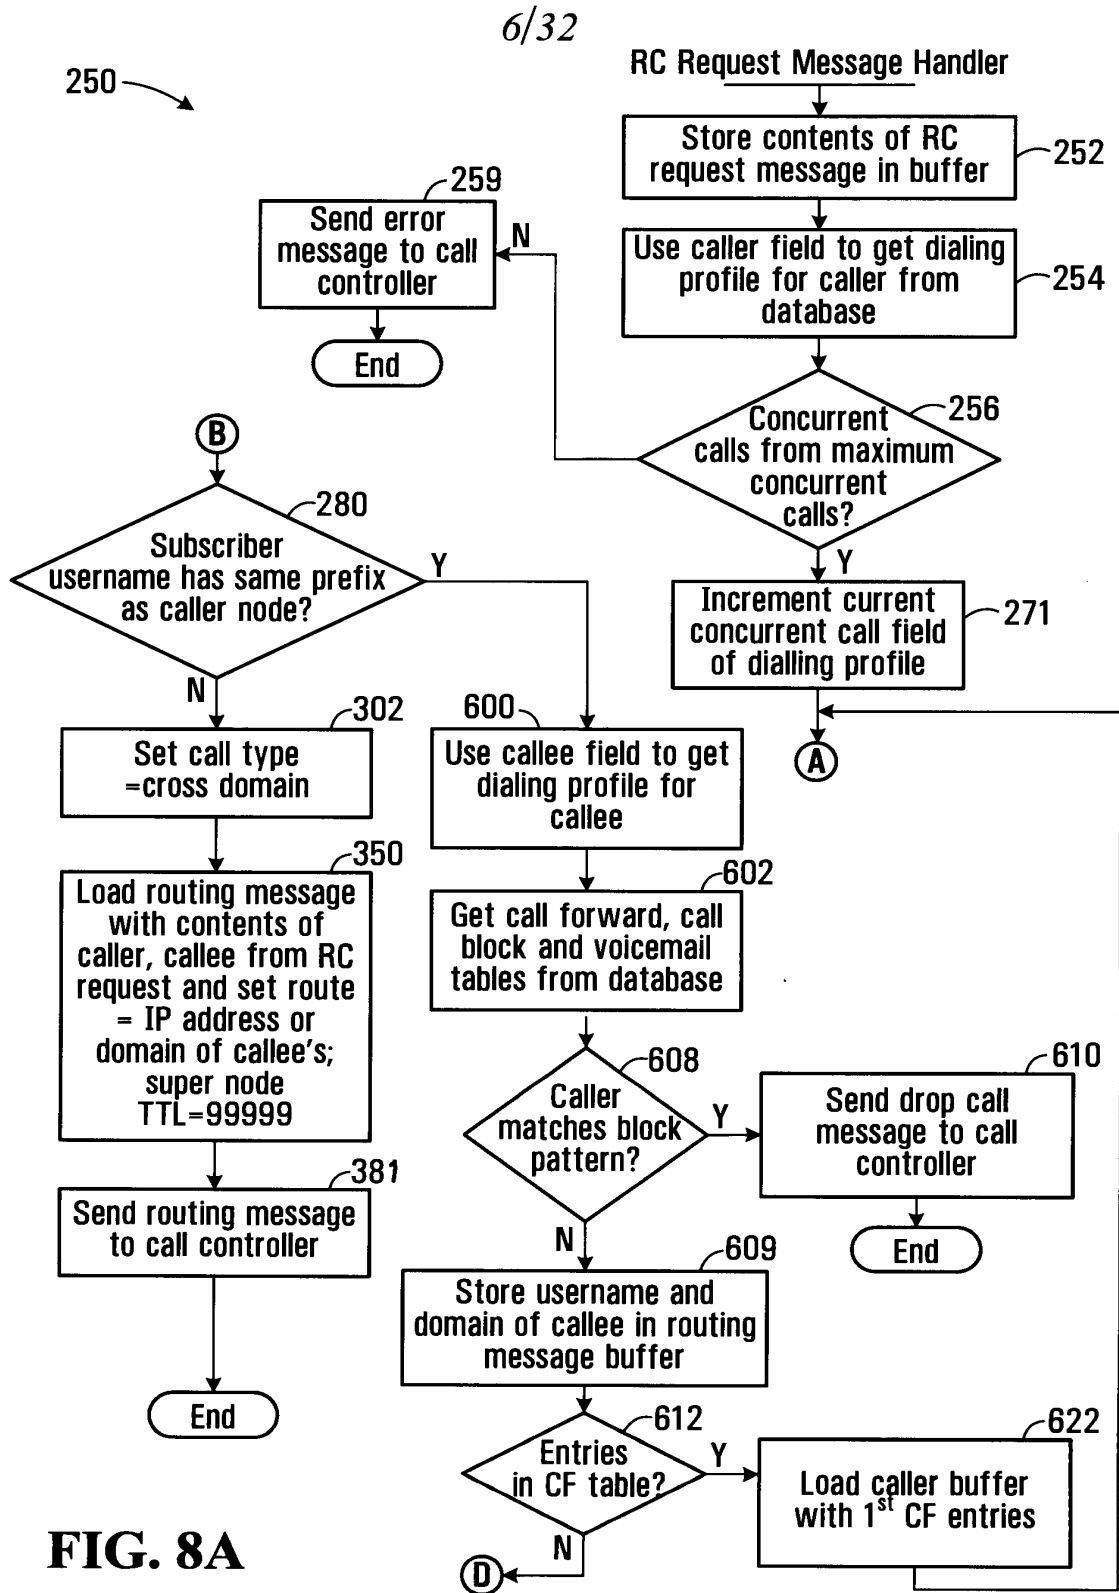 6/32
250
RC Request Message Handler
Store contents of RC
request message in buffer
252
Use caller field to get dialing
profile for caller from
database
254
259
Send error
message to call
controller
N
End
Concurrent
calls from maximum
concurrent
calls?
256
Y
Increment current
concurrent call field
of dialling profile
271
A
B
280
Subscriber
username has same prefix
as caller node?
Y
N
302
Set call type
=cross domain
350
Load routing message
with contents of
caller, callee from RC
request and set route
= IP address or
domain of callee's;
super node
TTL=99999
381
Send routing message
to call controller
End
600
Use callee field to get
dialing profile for
callee
602
Get call forward, call
block and voicemail
tables from database
608
Caller
matches block
pattern?
Y
610
Send drop call
message to call
controller
End
N
609
Store username and
domain of callee in routing
message buffer
612
Entries
in CF table?
Y
622
Load caller buffer
with 1st CF entries
N
D
FIG. 8A